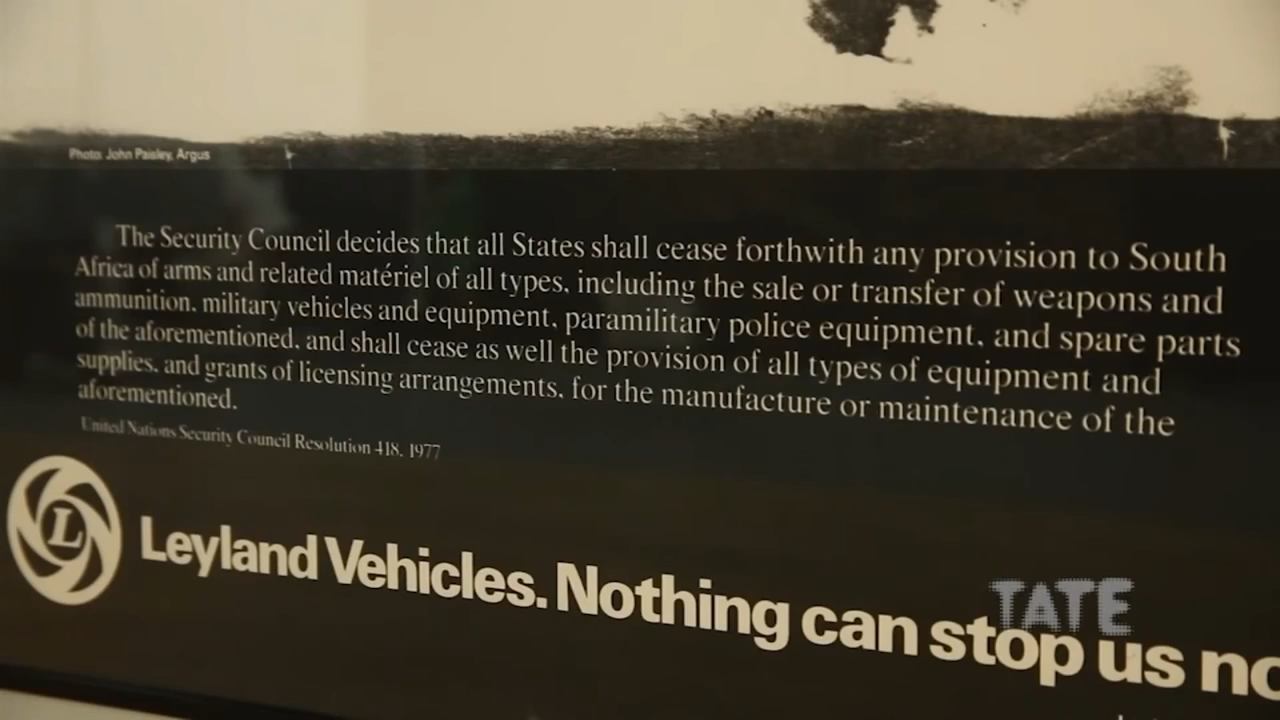 Photo: John Paisley, Argus
The Security Council decides that all States shall cease forthwith any provision to South
Africa of arms and related matériel of all types, including the sale or transfer of weapons and
ammunition, military vehicles and equipment, paramilitary police equipment, and spare parts
of the aforementioned, and shall cease as well the provision of all types of equipment and
supplies, and grants of licensing arrangements, for the manufacture or maintenance of the
aforementioned.
United Nations Security Council Resolution 418, 1977
L
Leyland Vehicles. Nothing can stop us no
TATE